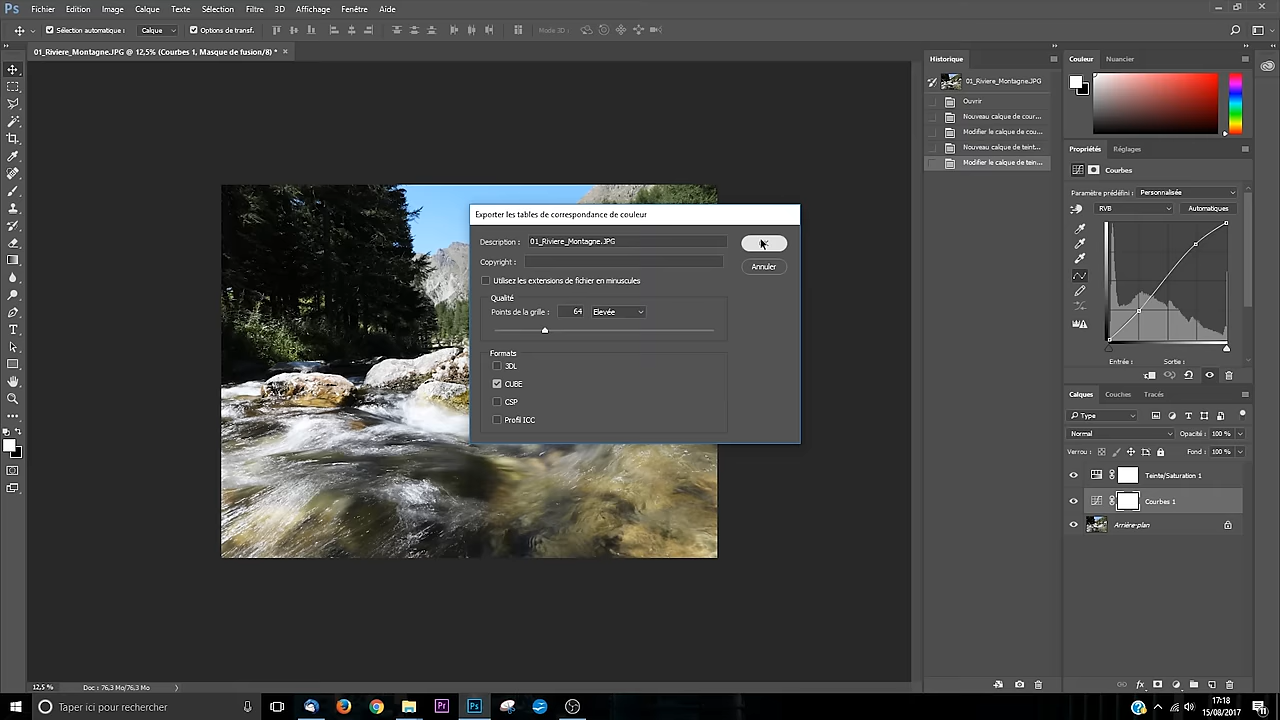 Ps Fichier Edition Image Calque Texte Sélection Filtre 3D Affichage Fenêtre Aide
Sélection automatique : Calque Options de transf. Mode 3D :
01_Riviere_Montagne.JPG @ 12,5% (Courbes 1, Masque de fusion/8) * ×
Historique
01_Riviere_Montagne.JPG
Ouvrir
Nouveau calque de cour...
Modifier le calque de cou...
Nouveau calque de teint...
Modifier le calque de tein...
Couleur Nuancier
Propriétés Réglages
Courbes
Paramètre prédéfini : Personnalisée
RVB Automatiques
Entrée : Sortie :
Calques Couches Tracés
Type
Normal Opacité : 100 %
Verrou : Fond : 100 %
Teinte/Saturation 1
Courbes 1
Arrière-plan
Exporter les tables de correspondance de couleur
Description : 01_Riviere_Montagne.JPG
Copyright :
Annuler
Utilisez les extensions de fichier en minuscules
Qualité
Points de la grille : 64 Elevée
Formats
3DL
CUBE
CSP
Profil ICC
12,5 % Doc : 76,3 Mo/76,3 Mo
Taper ici pour rechercher
Pr Ps
17:18
15/08/2017